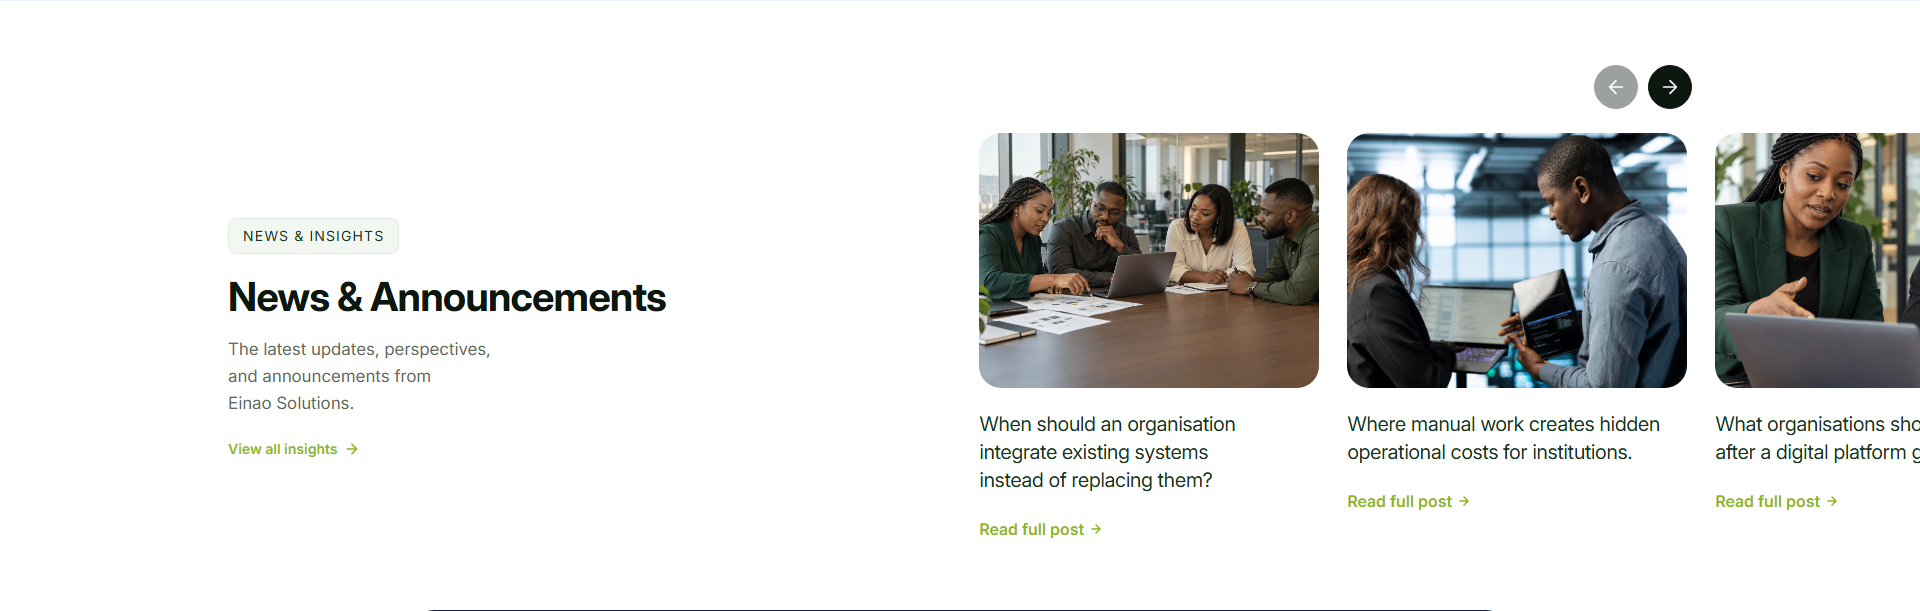 NEWS & INSIGHTS
News & Announcements
The latest updates, perspectives,
and announcements from
Einao Solutions.
View all insights →
When should an organisation
integrate existing systems
instead of replacing them?
Read full post →
Where manual work creates hidden
operational costs for institutions.
Read full post →
What organisations
after a digital platform
Read full post →